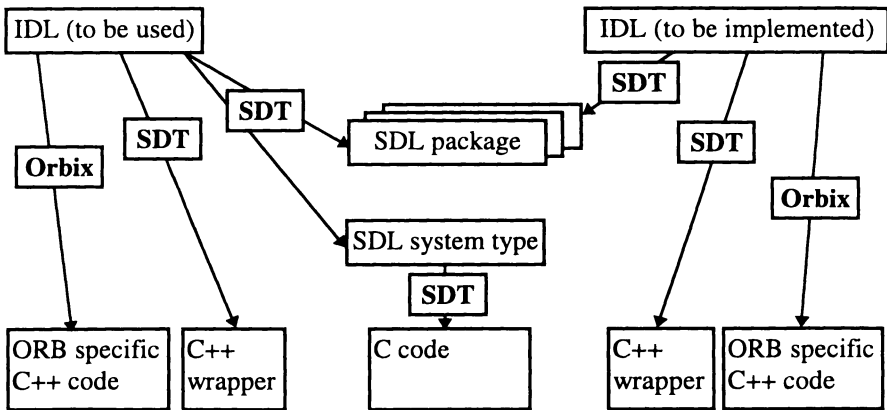 IDL (to be used)
IDL (to be implemented)
SDT
SDT
SDT
SDL package
SDT
Orbix
Orbix
SDL system type
SDT
ORB specific
C++ code
C++
wrapper
C code
C++
wrapper
ORB specific
C++ code